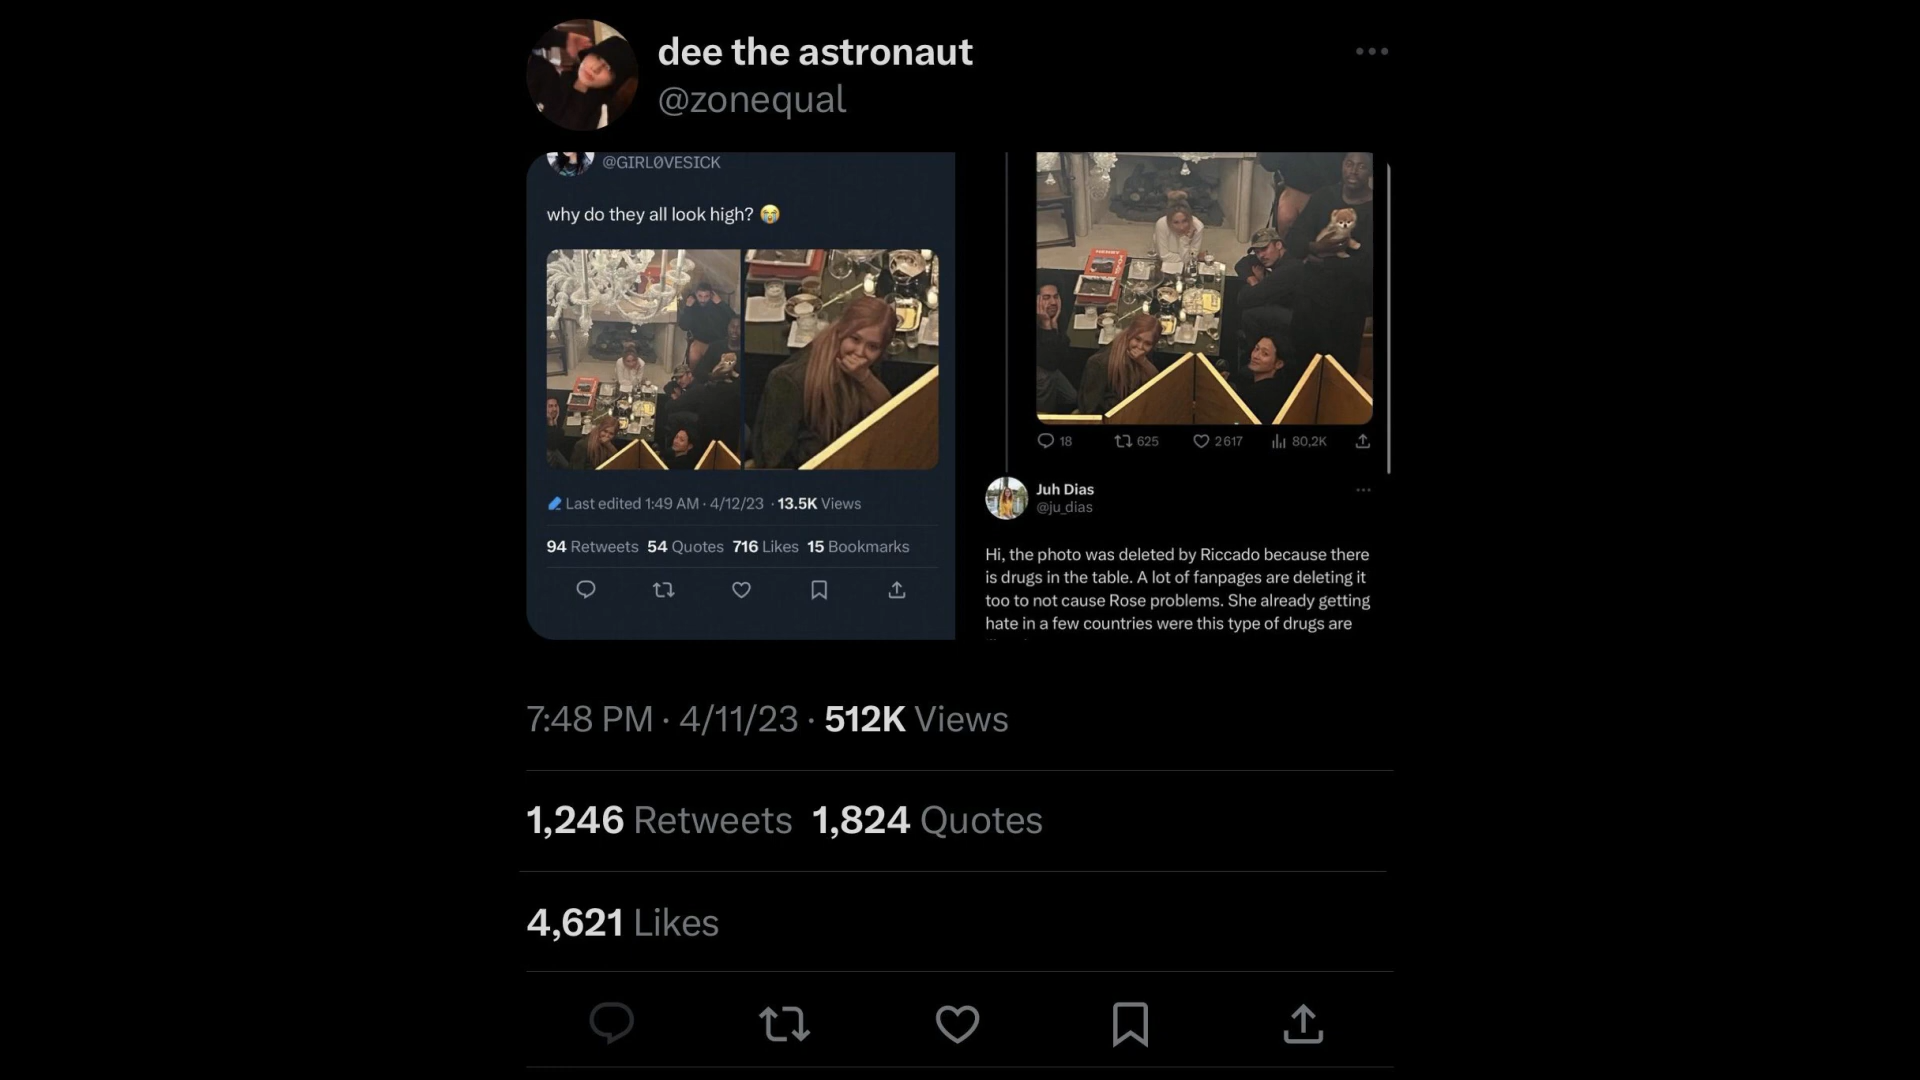 dee the astronaut
@zonequal
@GIRLØVESICK
why do they all look high? 😭
Last edited 1:49 AM · 4/12/23 · 13.5K Views
94 Retweets 54 Quotes 716 Likes 15 Bookmarks
18 625 2617 80,2K
Juh Dias
@ju_dias
Hi, the photo was deleted by Riccado because there
is drugs in the table. A lot of fanpages are deleting it
too to not cause Rose problems. She already getting
hate in a few countries were this type of drugs are
7:48 PM · 4/11/23 · 512K Views
1,246 Retweets 1,824 Quotes
4,621 Likes